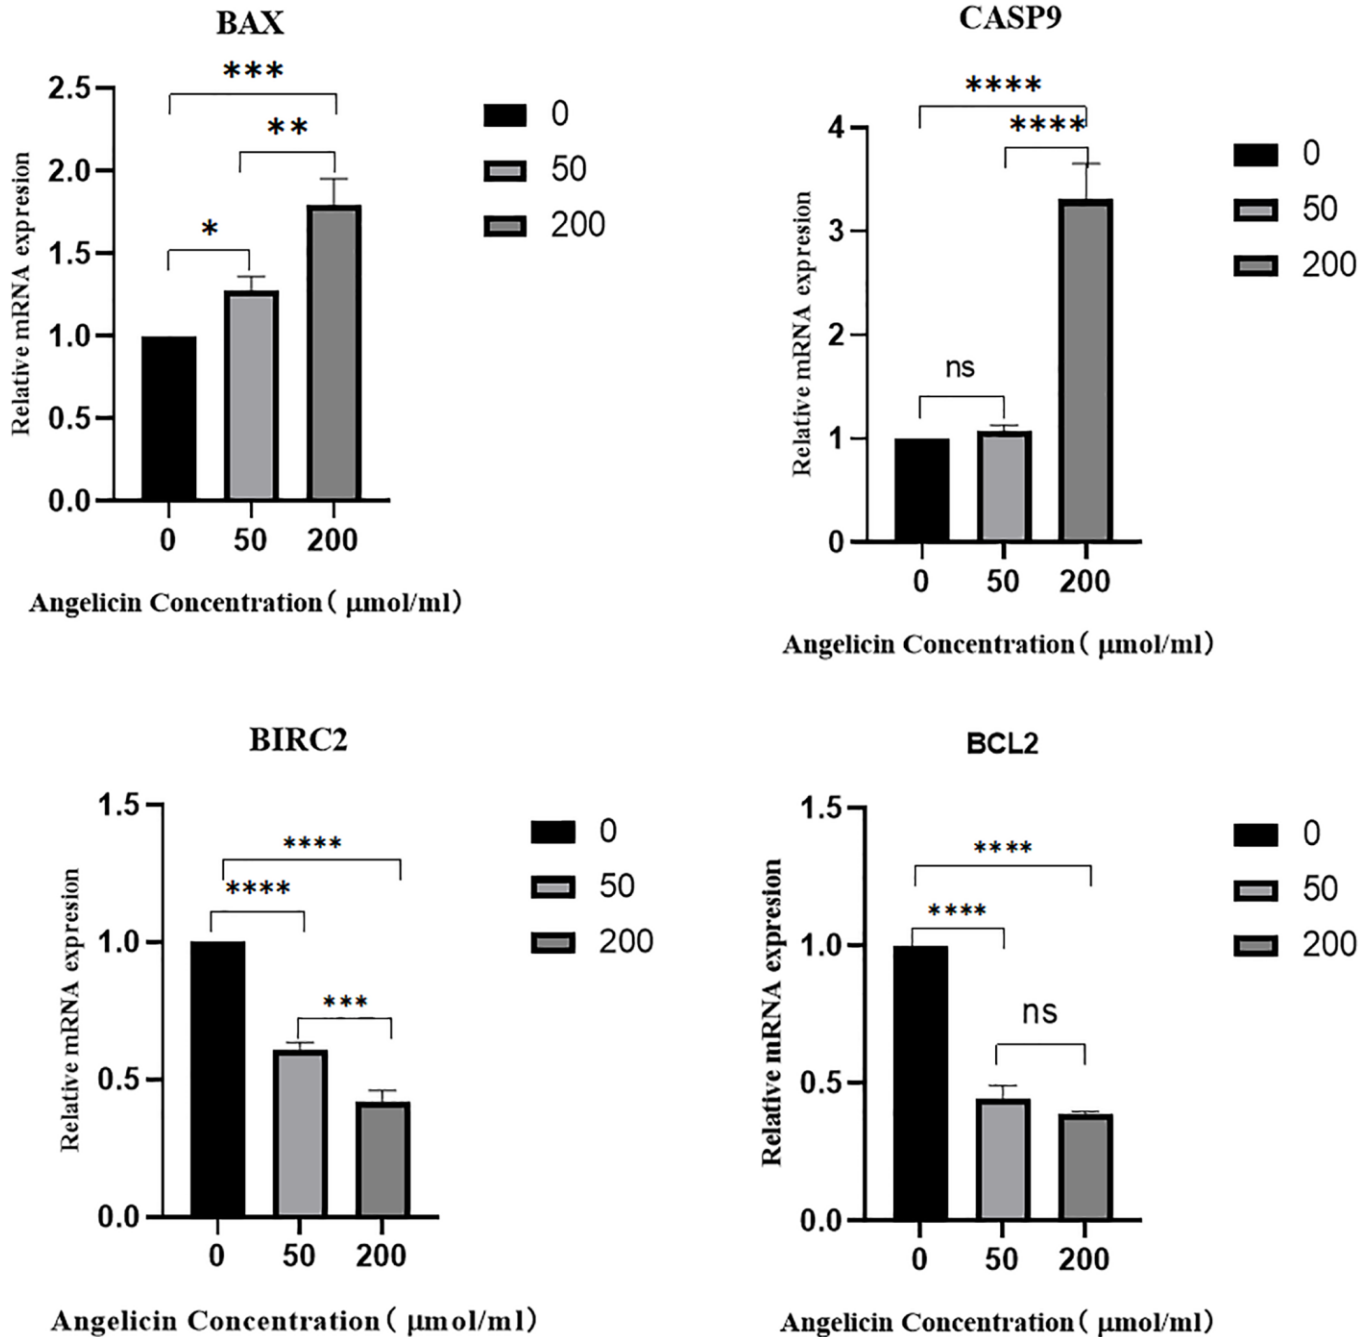 BAX
***
**
*
2.5
2.0
1.5
1.0
0.5
0.0
Relative mRNA expresion
0
50
200
0 50 200
Angelicin Concentration( μmol/ml)
CASP9
****
****
ns
4
3
2
1
0
Relative mRNA expresion
0
50
200
0 50 200
Angelicin Concentration( μmol/ml)
BIRC2
****
****
***
1.5
1.0
0.5
0.0
Relative mRNA expresion
0
50
200
0 50 200
Angelicin Concentration( μmol/ml)
BCL2
****
****
ns
1.5
1.0
0.5
0.0
Relative mRNA expresion
0
50
200
0 50 200
Angelicin Concentration( μmol/ml)